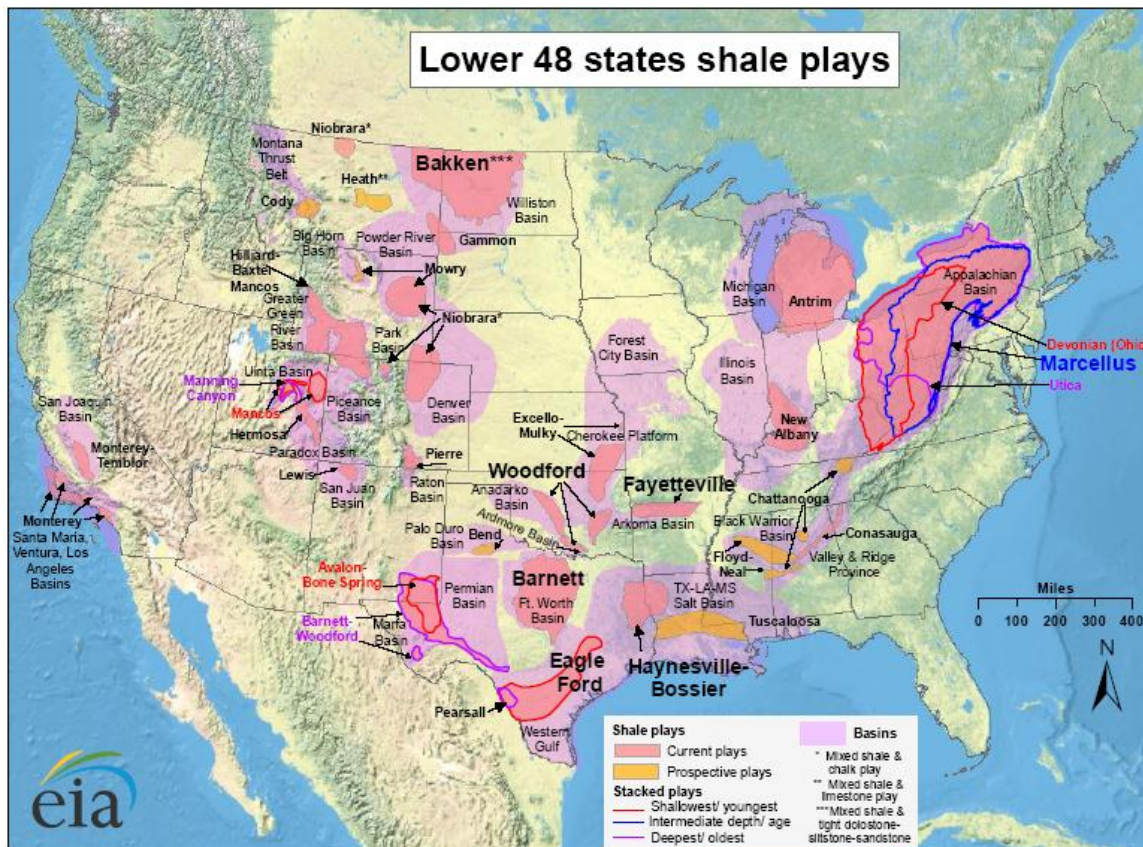 Lower 48 states shale plays
Niobrara*
Montana
Thrust
Belt
Bakken***
Heath**
Cody
Williston
Basin
Big Horn
Basin
Powder River
Basin
Gammon
Hilliard-
Baxter
Mancos
Mowry
Greater
Green
River
Basin
Niobrara*
Park
Basin
Michigan
Basin
Antrim
Appalachian
Basin
Devonian (Ohio
Marcellus
Utica
Forest
City Basin
Illinois
Basin
Uinta Basin
Manning
Canyon
Mancos
Piceance
Basin
Denver
Basin
San Joaquin
Basin
Hermosa
Paradox Basin
Excello-
Mulky
Cherokee Platform
New
Albany
Monterey-
Temblor
Lewis
San Juan
Basin
Pierre
Raton
Basin
Woodford
Anadarko
Basin
Fayetteville
Arkoma Basin
Chattanooga
Black Warrior
Basin
Conasauga
Monterey
Santa Maria,
Ventura, Los
Angeles
Basins
Palo Duro
Basin
Bend
Ardmore Basin
Floyd-
Neal
Valley & Ridge
Province
Avalon-
Bone Spring
Permian
Basin
Barnett
Ft. Worth
Basin
TX-LA-MS
Salt Basin
Tuscaloosa
Barnett-
Woodford
Marfa
Basin
Eagle
Ford
Haynesville-
Bossier
Pearsall
Western
Gulf
Miles
0 100 200 300 400
N
Shale plays
Current plays
Prospective plays
Stacked plays
Shallowest/ youngest
Intermediate depth/ age
Deepest/ oldest
Basins
* Mixed shale &
chalk play
** Mixed shale &
limestone play
***Mixed shale &
tight dolostone-
siltstone-sandstone
eia